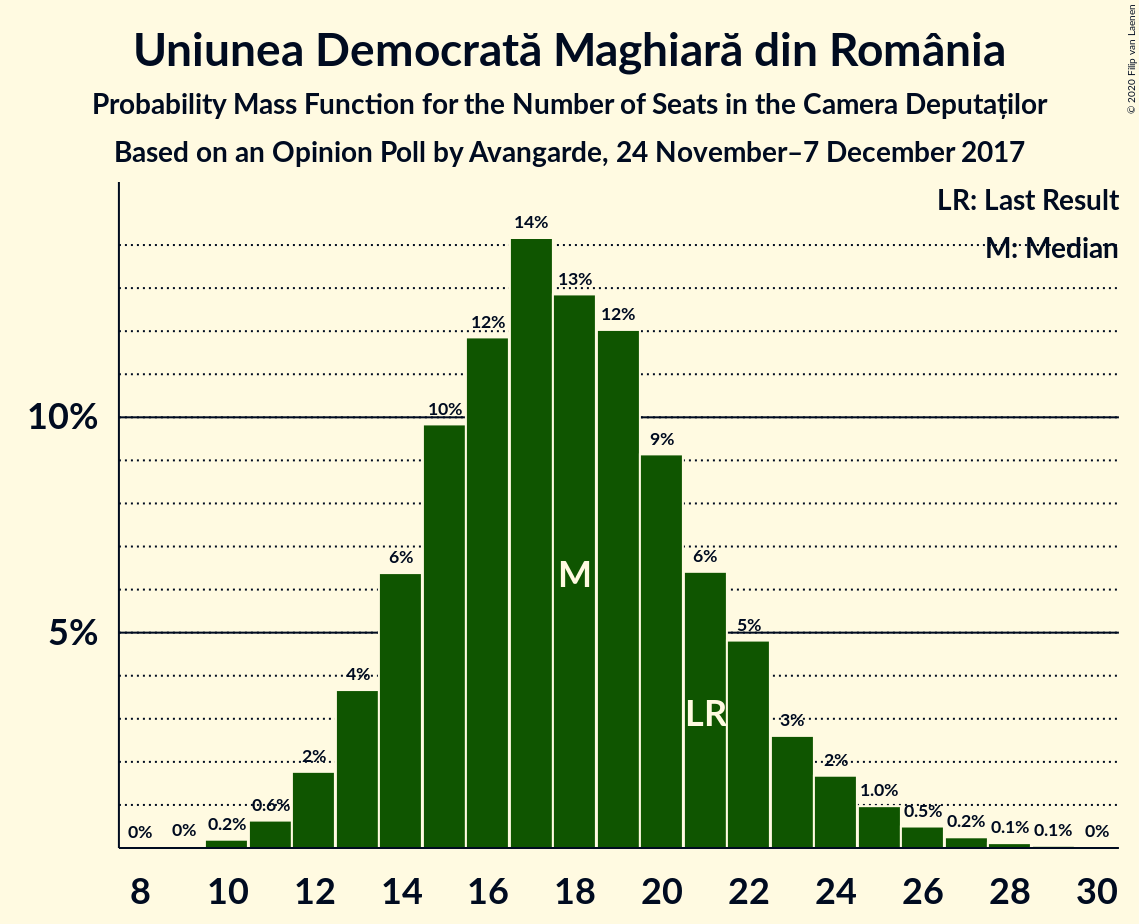 Uniunea Democrată Maghiară din România
Probability Mass Function for the Number of Seats in the Camera Deputaților
Based on an Opinion Poll by Avangarde, 24 November–7 December 2017
© 2020 Filip van Laenen
LR: Last Result
M: Median
14%
13%
12%
12%
10%
10%
9%
6%
6%
M
5%
5%
4%
LR
3%
2%
2%
1.0%
0.6%
0.5%
0.2%
0.2%
0.1%
0.1%
0%
0%
0%
8 10 12 14 16 18 20 22 24 26 28 30